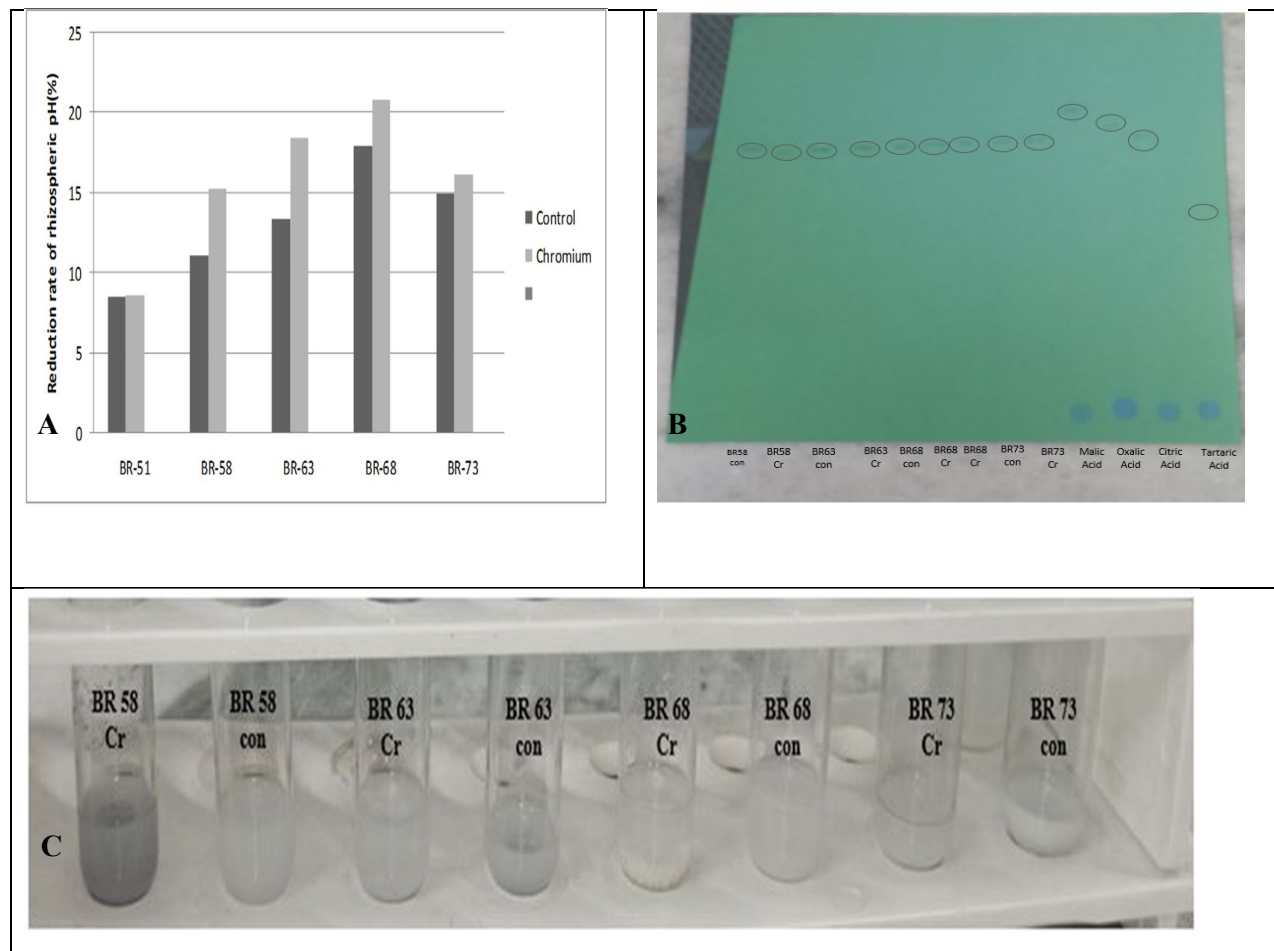 25
20
15
10
5
0
Reduction rate of rhizospheric pH(%)
BR-51 BR-58 BR-63 BR-68 BR-73
Control
Chromium
A
B
BR58 con
BR58 Cr
BR63 con
BR63 Cr
BR68 con
BR68 Cr
BR68 Cr
BR73 con
BR73 Cr
Malic Acid
Oxalic Acid
Citric Acid
Tartaric Acid
BR 58
Cr
BR 58
con
BR 63
Cr
BR 63
con
BR 68
Cr
BR 68
con
BR 73
Cr
BR 73
con
C